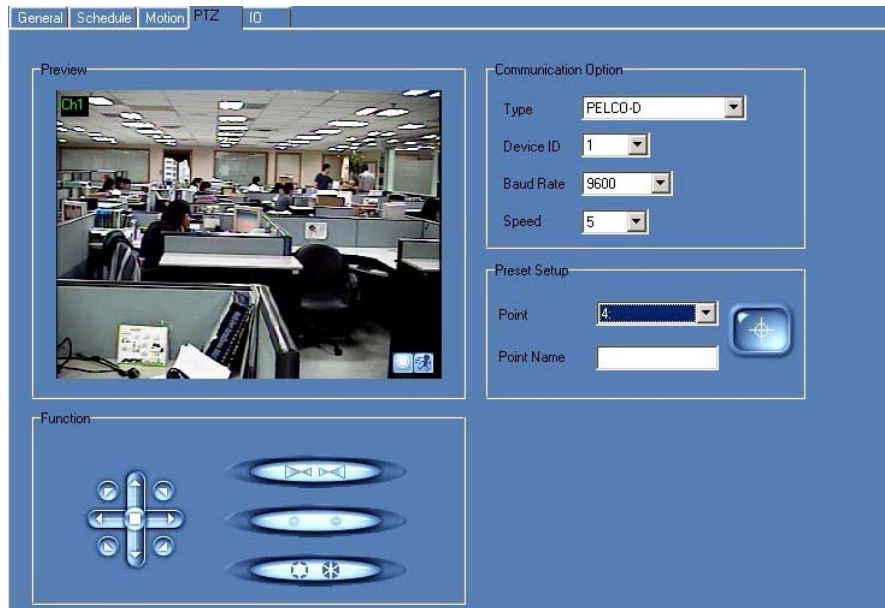 General Schedule Motion PTZ IO
Preview
Ch1
Communication Option
Type PELCO-D
Device ID 1
Baud Rate 9600
Speed 5
Preset Setup
Point 4:
Point Name
Function